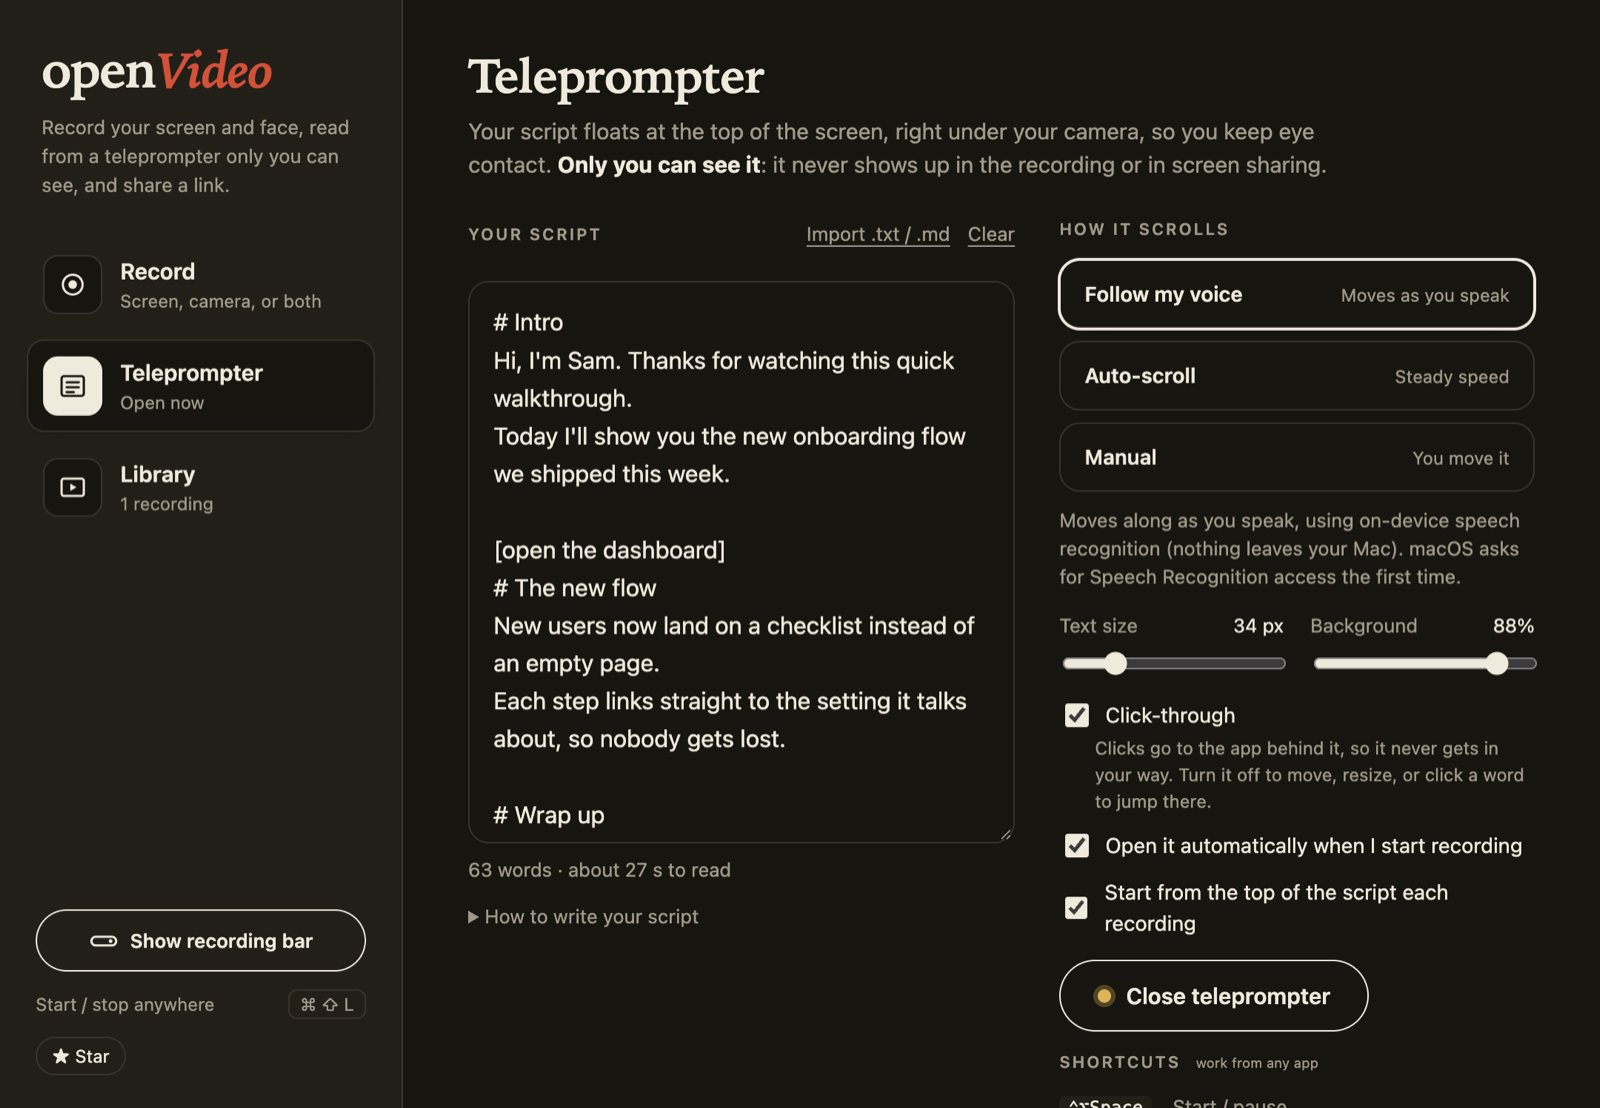 openVideo
Record your screen and face, read
from a teleprompter only you can
see, and share a link.
Record
Screen, camera, or both
Teleprompter
Open now
Library
1 recording
Show recording bar
Start / stop anywhere
⌘ ⇧ L
★ Star
Teleprompter
Your script floats at the top of the screen, right under your camera, so you keep eye
contact. Only you can see it: it never shows up in the recording or in screen sharing.
YOUR SCRIPT
Import .txt / .md
Clear
# Intro
Hi, I'm Sam. Thanks for watching this quick
walkthrough.
Today I'll show you the new onboarding flow
we shipped this week.
[open the dashboard]
# The new flow
New users now land on a checklist instead of
an empty page.
Each step links straight to the setting it talks
about, so nobody gets lost.
# Wrap up
63 words · about 27 s to read
How to write your script
HOW IT SCROLLS
Follow my voice
Moves as you speak
Auto-scroll
Steady speed
Manual
You move it
Moves along as you speak, using on-device speech
recognition (nothing leaves your Mac). macOS asks
for Speech Recognition access the first time.
Text size 34 px
Background 88%
Click-through
Clicks go to the app behind it, so it never gets in
your way. Turn it off to move, resize, or click a word
to jump there.
Open it automatically when I start recording
Start from the top of the script each
recording
Close teleprompter
SHORTCUTS work from any app
Space Start / pause